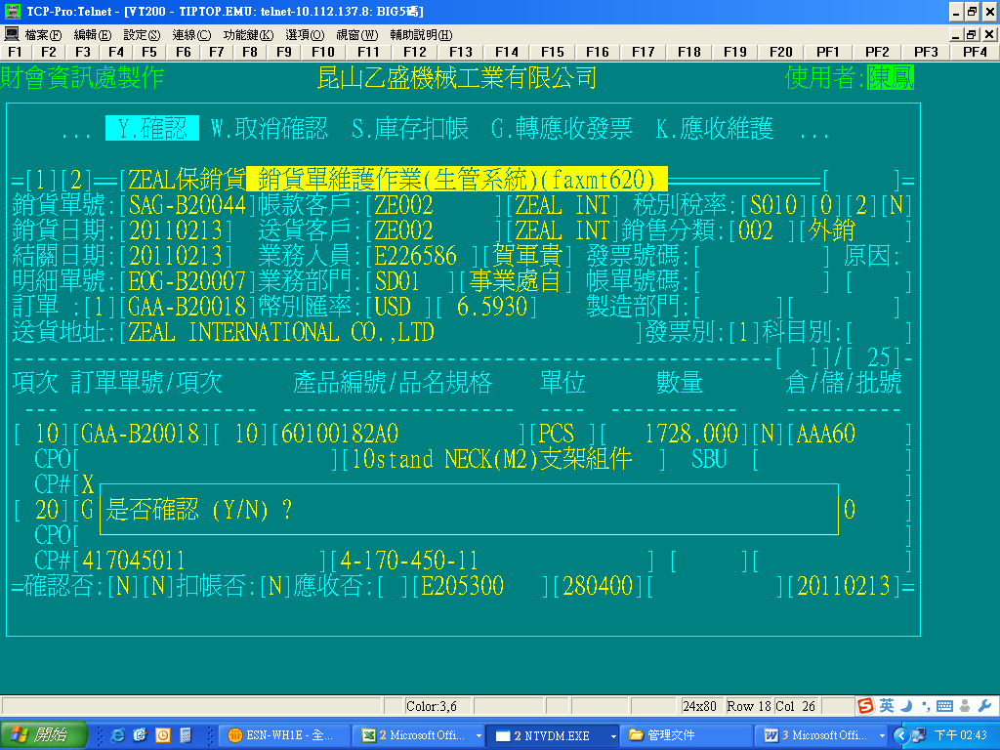 TCP-Pro:Telnet - [VT200 - TIPTOP.EMU: telnet-10.112.137.8: BIG5碼]
檔案(F) 編輯(E) 設定(S) 連線(C) 功能鍵(K) 選項(O) 視窗(W) 輔助說明(H)
F1 F2 F3 F4 F5 F6 F7 F8 F9 F10 F11 F12 F13 F14 F15 F16 F17 F18 F19 F20 PF1 PF2 PF3 PF4
財會資訊處製作 昆山乙盛機械工業有限公司 使用者:陳鳳
... Y.確認 W.取消確認 S.庫存扣帳 G.轉應收發票 K.應收維護 ...
=[1][2]==[ZEAL保銷貨 銷貨單維護作業(生管系統)(faxmt620) ==============[ ]=
銷貨單號:[SAG-B20044]帳款客戶:[ZE002 ][ZEAL INT] 稅別稅率:[S010][0][2][N]
銷貨日期:[20110213] 送貨客戶:[ZE002 ][ZEAL INT]銷售分類:[002 ][外銷 ]
結關日期:[20110213] 業務人員:[E226586 ][賀軍貴] 發票號碼:[ ] 原因:
明細單號:[EOG-B20007]業務部門:[SD01 ][事業處自] 帳單號碼:[ ] [
訂單 :[1][GAA-B20018]幣別匯率:[USD ][ 6.5930] 製造部門:[ ][ ]
送貨地址:[ZEAL INTERNATIONAL CO.,LTD ]發票別:[1]科目別:[ ]
-----------------------------------------------------------------[ 1]/[ 25]-
項次 訂單單號/項次 產品編號/品名規格 單位 數量 倉/儲/批號
--- ----------- --- -------------------- ---- ------------ ----------
[ 10][GAA-B20018][ 10][60100182A0 ][PCS ][ 1728.000][N][AAA60 ]
CPO[ ][10stand NECK(M2)支架組件 ] SBU [ ]
CP#[X ]
[ 20][G 是否確認 (Y/N) ? 0 ]
CPO[ ]
CP#[417045011 ][4-170-450-11 ] [ ][ ]
=確認否:[N][N]扣帳否:[N]應收否:[ ][E205300 ][280400][ ][20110213]=
Color:3,6 24x80 Row 18 Col 26 S 英
開始 ESN-WH1E - 全... 2 Microsoft Offi... 2 NTVDM.EXE 管理文件 3 Microsoft Offi... 下午 02:43